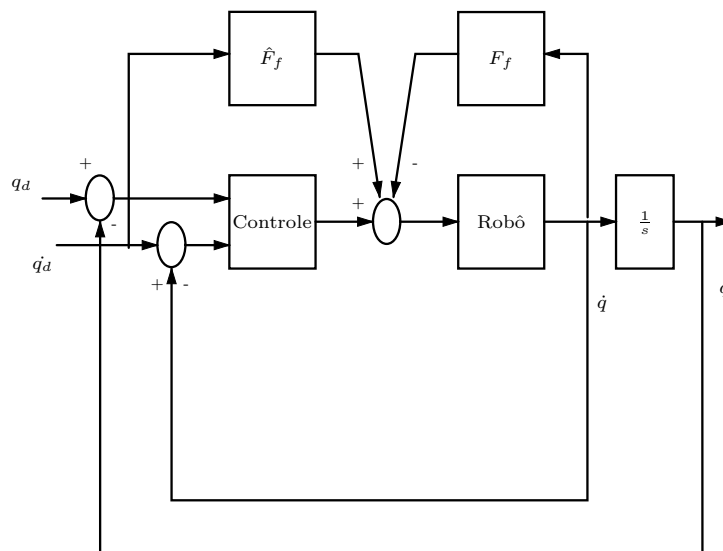 F̂_f
F_f
+
+
-
q_d
+
Controle
Robô
1/s
-
q̇_d
+
-
q̇
q